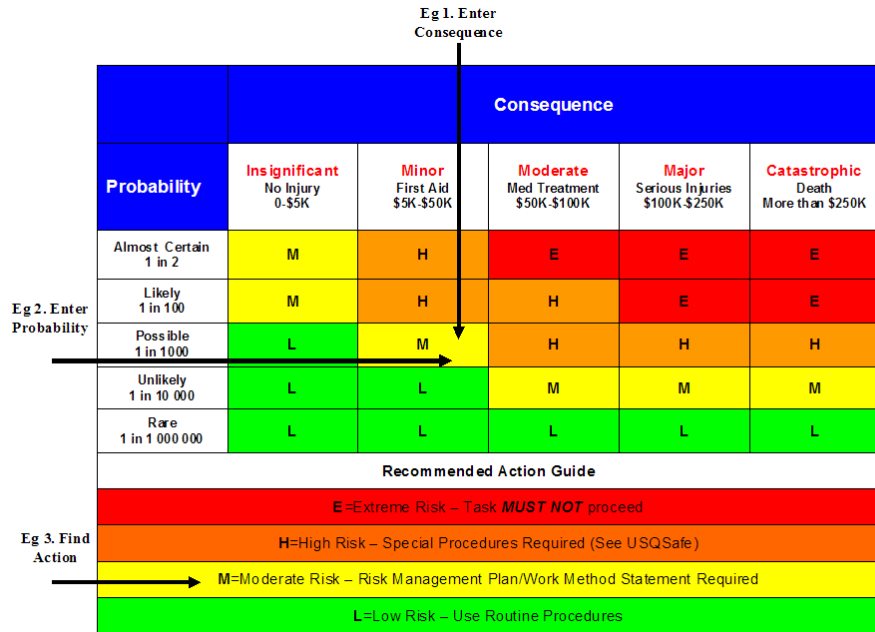 Eg 1. Enter
Consequence
Consequence
Probability
Insignificant
No Injury
0-$5K
Minor
First Aid
$5K-$50K
Moderate
Med Treatment
$50K-$100K
Major
Serious Injuries
$100K-$250K
Catastrophic
Death
More than $250K
Almost Certain
1 in 2
M
H
E
E
E
Eg 2. Enter
Probability
Likely
1 in 100
M
H
H
E
E
Possible
1 in 1000
L
M
H
H
H
Unlikely
1 in 10 000
L
L
M
M
M
Rare
1 in 1 000 000
L
L
L
L
L
Recommended Action Guide
E=Extreme Risk – Task MUST NOT proceed
Eg 3. Find
Action
H=High Risk – Special Procedures Required (See USQSafe)
M=Moderate Risk – Risk Management Plan/Work Method Statement Required
L=Low Risk – Use Routine Procedures